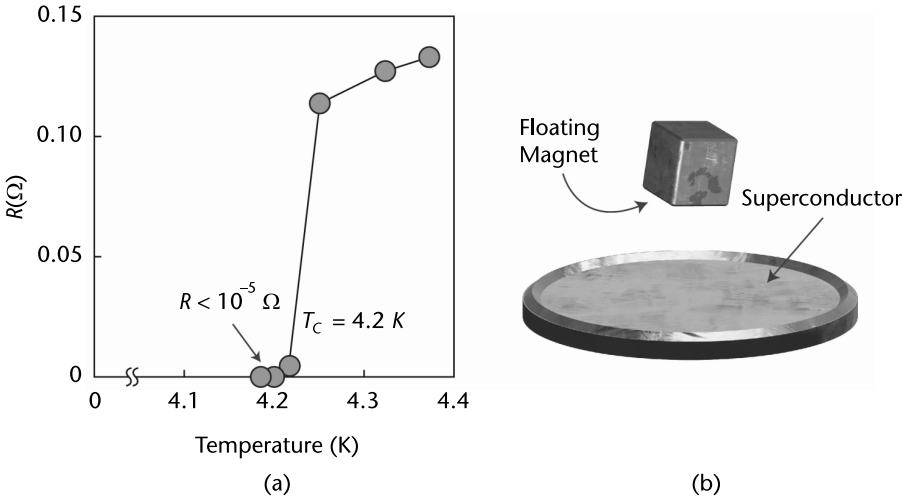 0.15
0.10
0.05
0
R(Ω)
R < 10⁻⁵ Ω
T_C = 4.2 K
0 4.1 4.2 4.3 4.4
Temperature (K)
(a)
Floating
Magnet
Superconductor
(b)